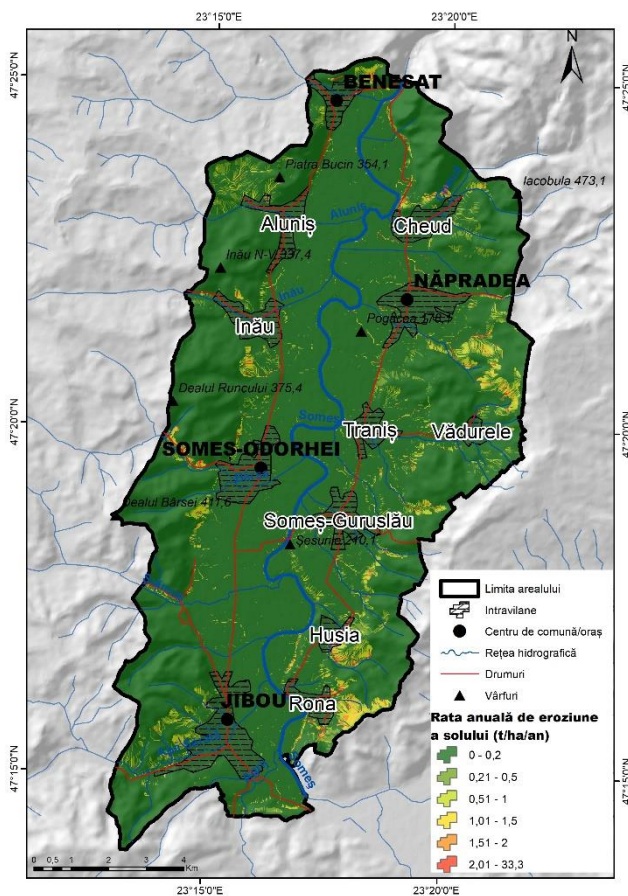 23°15'0"E
23°20'0"E
N
47°25'0"N
47°25'0"N
BENESAT
Piatra Bucin 354,1
Iacobula 473,1
Aluniș
Aluniș
Cheud
Inău N-V 337,4
NĂPRADEA
Inău
Inău
Dealul Runcului 375,4
47°20'0"N
47°20'0"N
Someș
Traniș
Vădurele
SOMEȘ-ODORHEI
Dealul Bârsei 411,6
Someș-Guruslău
Husia
JIBOU
Rona
Someș
47°15'0"N
47°15'0"N
Limita arealului
Intravilane
Centru de comună/oraș
Rețea hidrografică
Drumuri
Vârfuri
Rata anuală de eroziune
a solului (t/ha/an)
0 - 0,2
0,21 - 0,5
0,51 - 1
1,01 - 1,5
1,51 - 2
2,01 - 33,3
0 0,5 1 2 3 4
Km
23°15'0"E
23°20'0"E